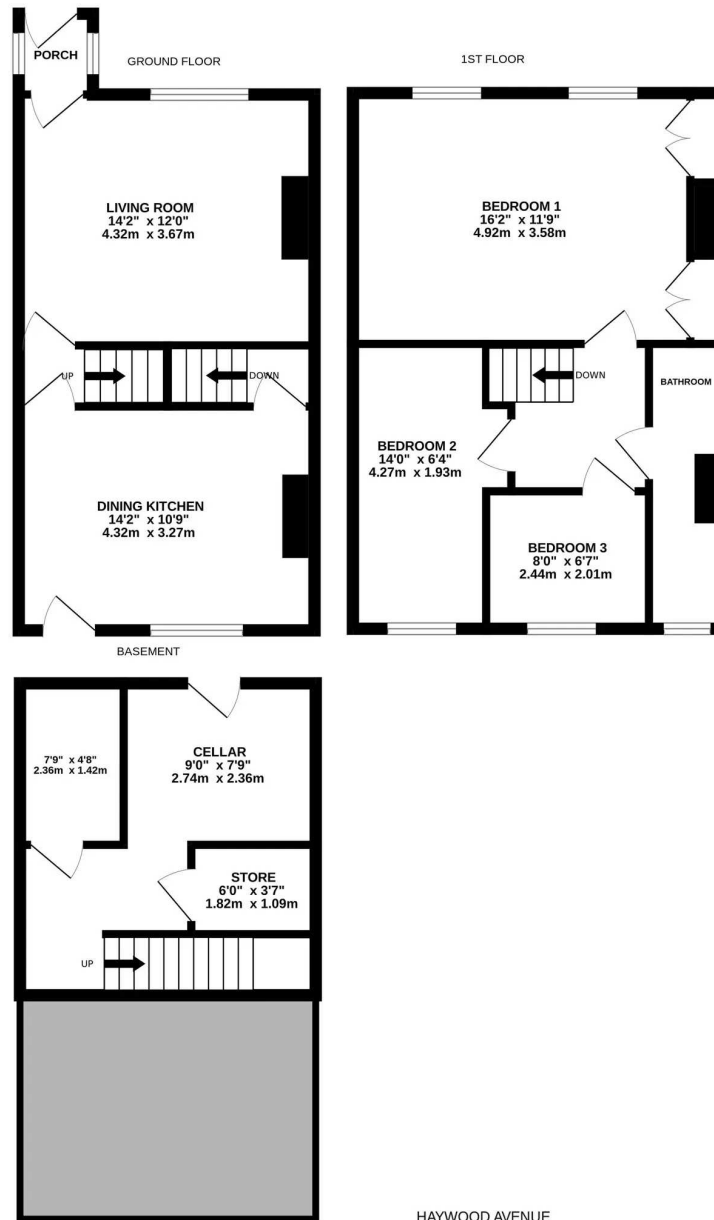 GROUND FLOOR
PORCH
LIVING ROOM
14'2" x 12'0"
4.32m x 3.67m
UP
DOWN
DINING KITCHEN
14'2" x 10'9"
4.32m x 3.27m
1ST FLOOR
BEDROOM 1
16'2" x 11'9"
4.92m x 3.58m
DOWN
BATHROOM
BEDROOM 2
14'0" x 6'4"
4.27m x 1.93m
BEDROOM 3
8'0" x 6'7"
2.44m x 2.01m
BASEMENT
7'9" x 4'8"
2.36m x 1.42m
CELLAR
9'0" x 7'9"
2.74m x 2.36m
STORE
6'0" x 3'7"
1.82m x 1.09m
UP
HAYWOOD AVENUE